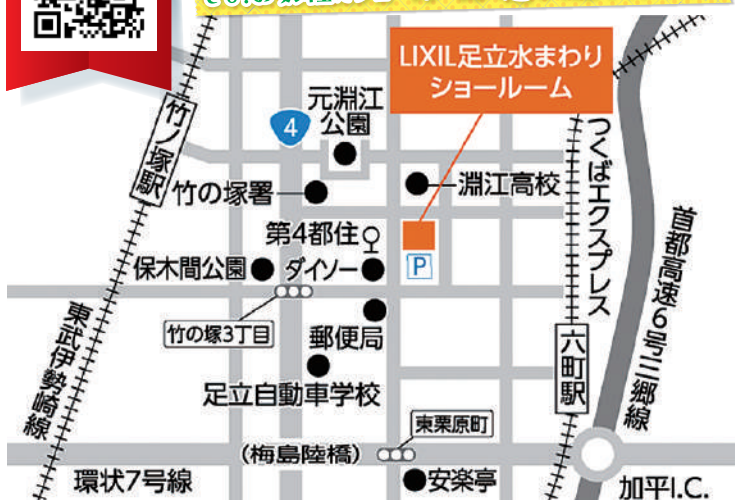 LIXIL足立水まわり
ショールーム
元淵江
公園
4
竹ノ塚駅
竹の塚署
淵江高校
つくばエクスプレス
首都高速6号三郷線
第4都住
保木間公園
ダイソー
P
竹の塚3丁目
郵便局
東武伊勢崎線
六町駅
足立自動車学校
東栗原町
(梅島陸橋)
環状7号線
安楽亭
加平I.C.